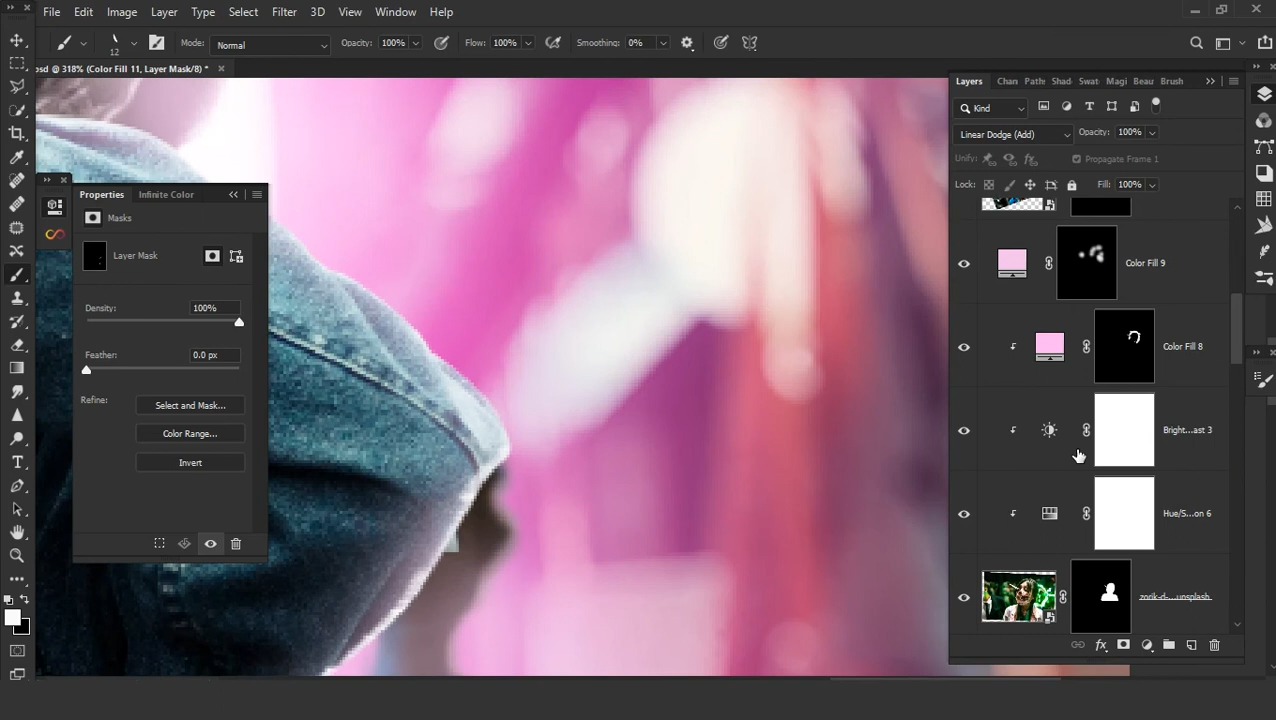 File Edit Image Layer Type Select Filter 3D View Window Help
12 Mode: Normal Opacity: 100% Flow: 100% Smoothing: 0%
osd @ 318% (Color Fill 11, Layer Mask/8) *
Layers Chan Path Shad Swat Magi Beau Brush
Kind
Linear Dodge (Add) Opacity: 100%
Unify: Propagate Frame 1
Lock: Fill: 100%
Properties Infinite Color
Masks
Layer Mask
Density: 100%
Feather: 0.0 px
Refine: Select and Mask...
Color Range...
Invert
Color Fill 9
Color Fill 8
Bright...ast 3
Hue/S...on 6
zorik-d-...unsplash